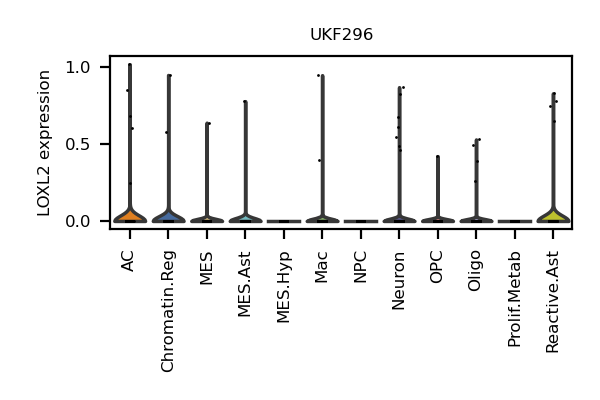 UKF296
LOXL2 expression
1.0
0.5
0.0
AC
Chromatin.Reg
MES
MES.Ast
MES.Hyp
Mac
NPC
Neuron
OPC
Oligo
Prolif.Metab
Reactive.Ast